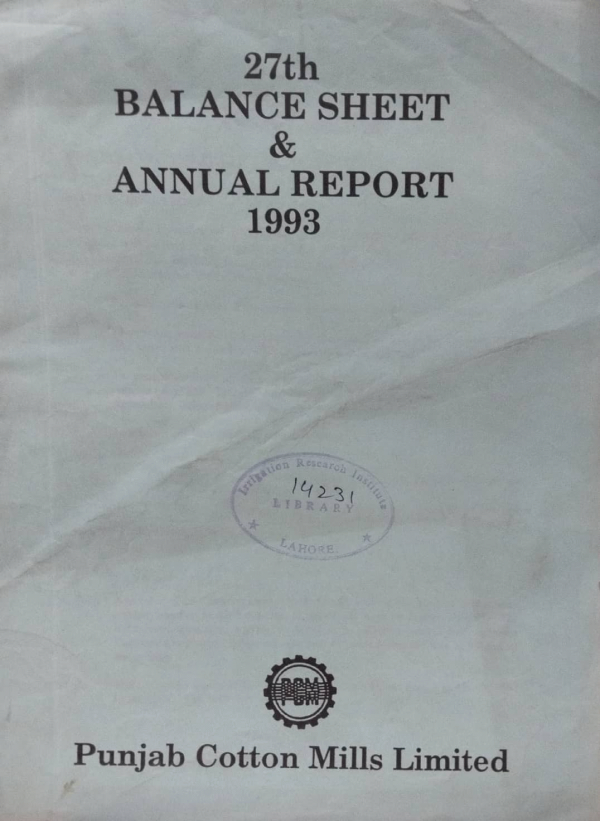 27th
BALANCE SHEET
&
ANNUAL REPORT
1993
Irrigation Research Institute
14231
LIBRARY
LAHORE
PCM
Punjab Cotton Mills Limited